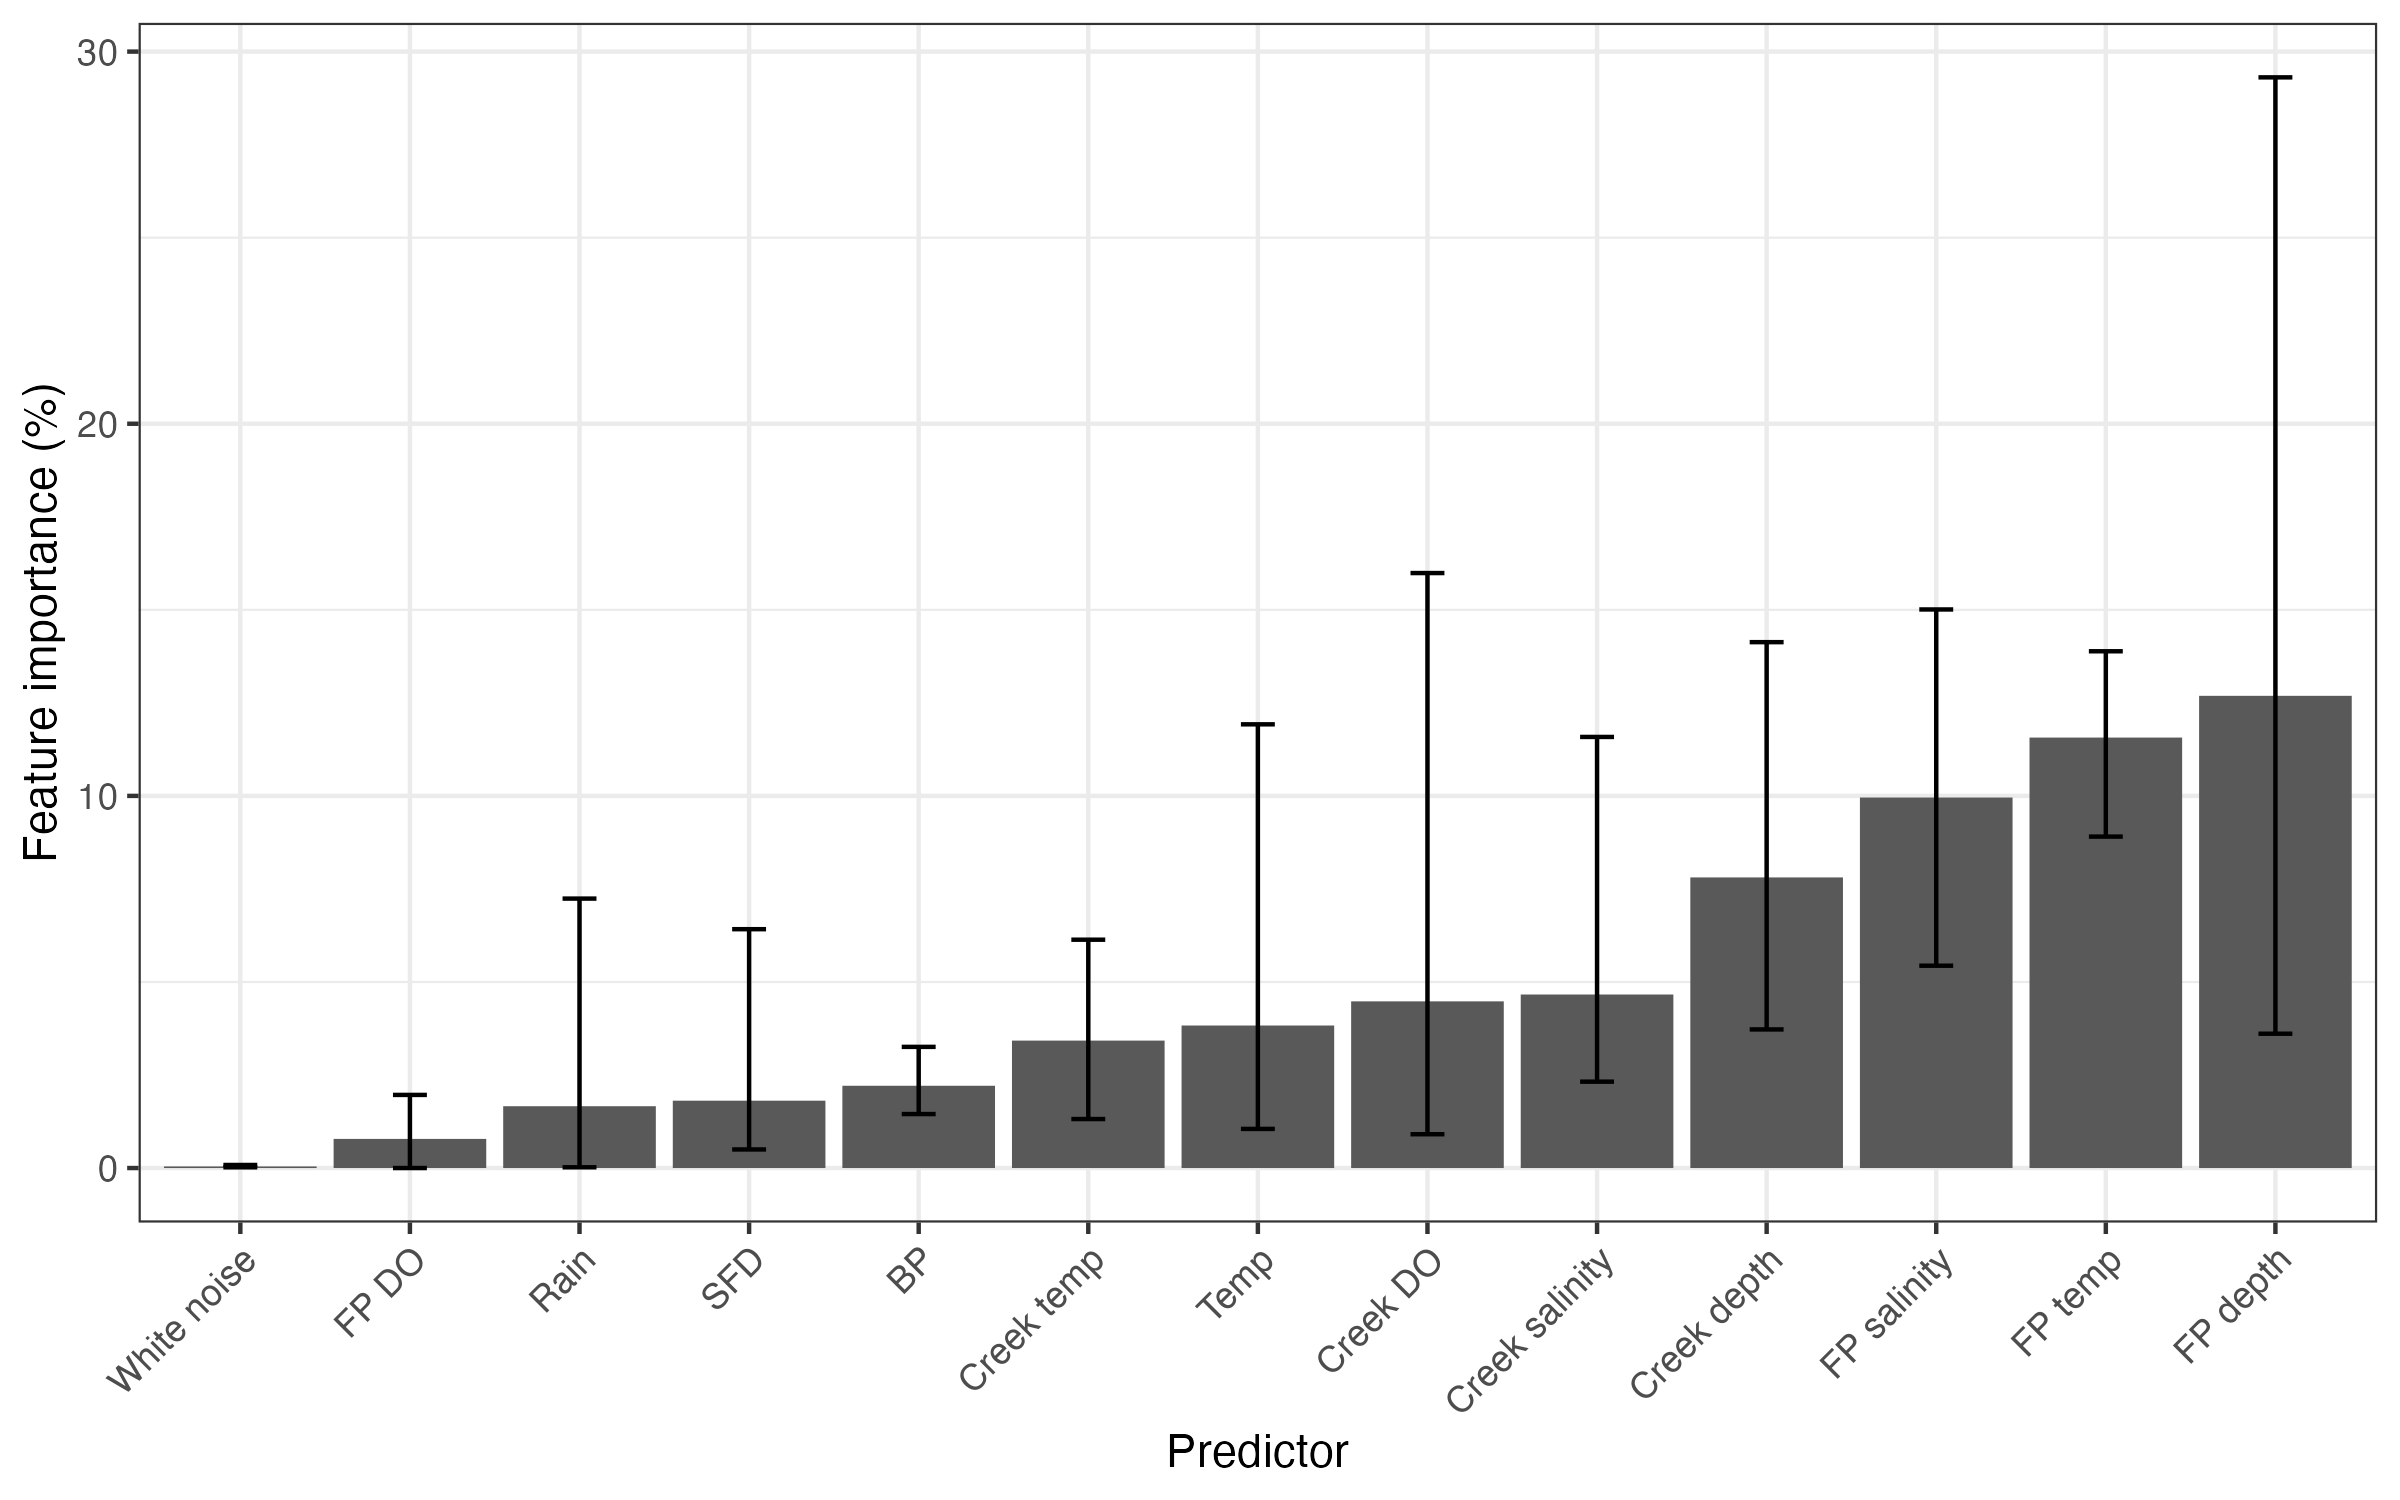 Feature importance (%)
30
20
10
0
White noise
FP DO
Rain
SFD
BP
Creek temp
Temp
Creek DO
Creek salinity
Creek depth
FP salinity
FP temp
FP depth
Predictor